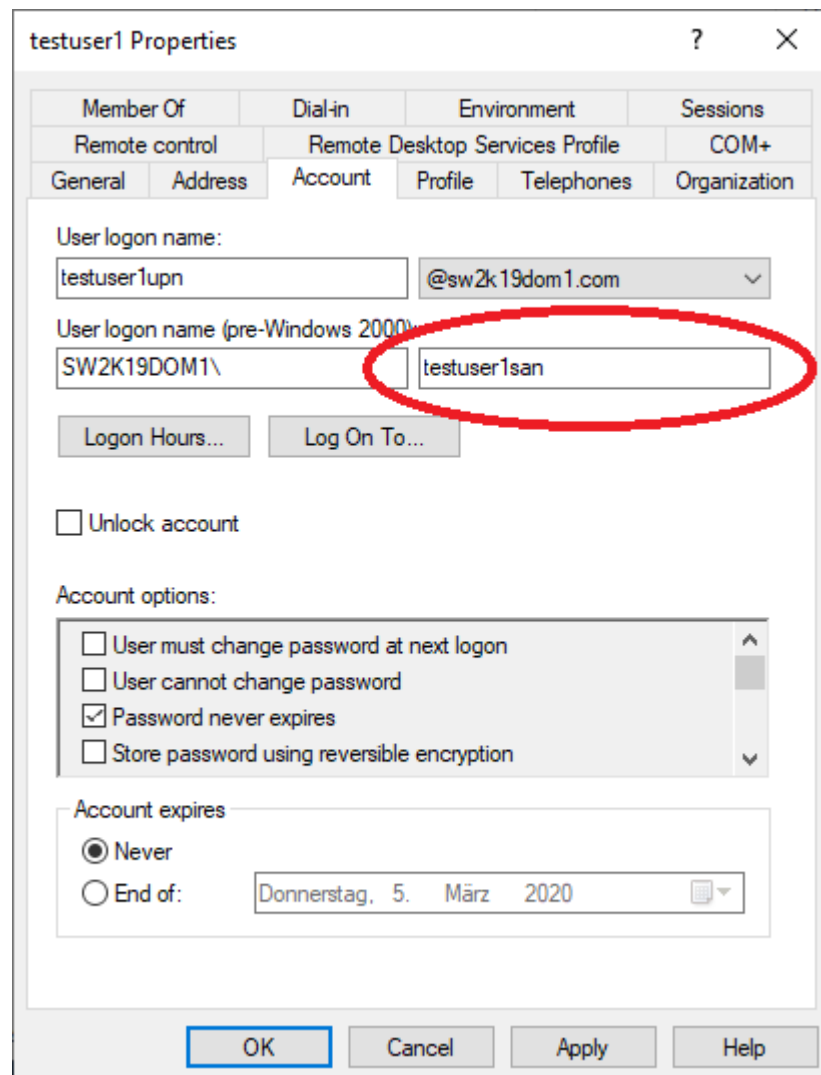 testuser1 Properties ?
Member Of Dial-in Environment Sessions
Remote control Remote Desktop Services Profile COM+
General Address Account Profile Telephones Organization
User logon name:
testuser1upn @sw2k19dom1.com
User logon name (pre-Windows 2000)
SW2K19DOM1\ testuser1san
Logon Hours... Log On To...
Unlock account
Account options:
User must change password at next logon
User cannot change password
Password never expires
Store password using reversible encryption
Account expires
Never
End of: Donnerstag, 5. März 2020
OK Cancel Apply Help